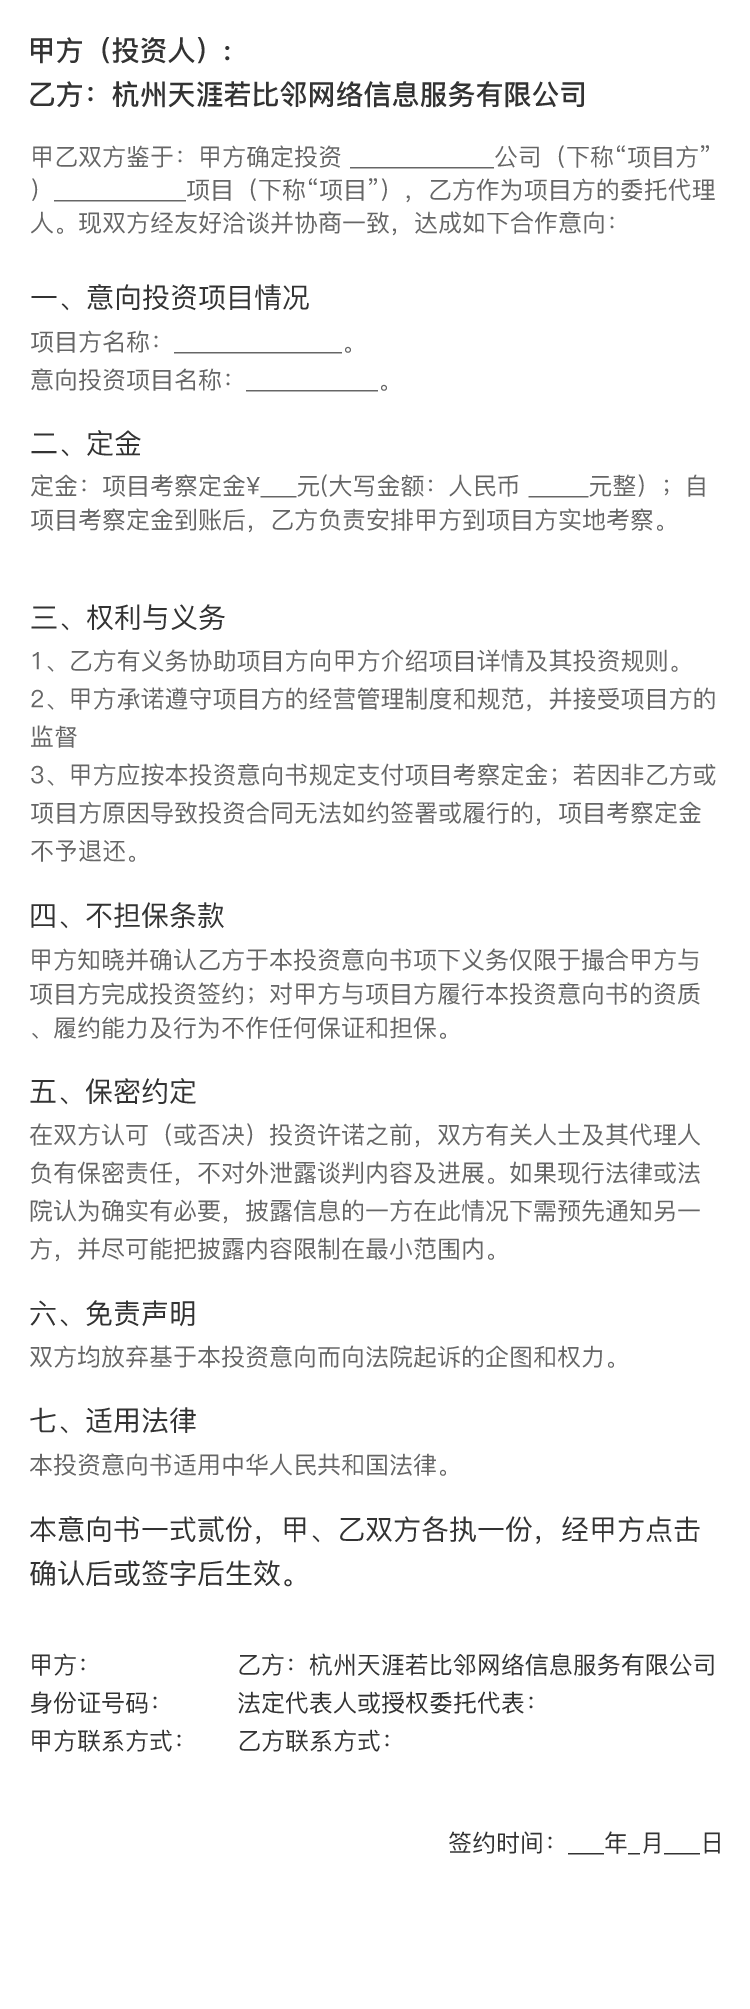 甲方（投资人）：
乙方：杭州天涯若比邻网络信息服务有限公司
甲乙双方鉴于：甲方确定投资 ____________公司（下称“项目方”
）___________项目（下称“项目”），乙方作为项目方的委托代理
人。现双方经友好洽谈并协商一致，达成如下合作意向：
一、意向投资项目情况
项目方名称：______________。
意向投资项目名称：___________。
二、定金
定金：项目考察定金¥___元(大写金额：人民币 _____元整）；自
项目考察定金到账后，乙方负责安排甲方到项目方实地考察。
三、权利与义务
1、乙方有义务协助项目方向甲方介绍项目详情及其投资规则。
2、甲方承诺遵守项目方的经营管理制度和规范，并接受项目方的
监督
3、甲方应按本投资意向书规定支付项目考察定金；若因非乙方或
项目方原因导致投资合同无法如约签署或履行的，项目考察定金
不予退还。
四、不担保条款
甲方知晓并确认乙方于本投资意向书项下义务仅限于撮合甲方与
项目方完成投资签约；对甲方与项目方履行本投资意向书的资质
、履约能力及行为不作任何保证和担保。
五、保密约定
在双方认可（或否决）投资许诺之前，双方有关人士及其代理人
负有保密责任，不对外泄露谈判内容及进展。如果现行法律或法
院认为确实有必要，披露信息的一方在此情况下需预先通知另一
方，并尽可能把披露内容限制在最小范围内。
六、免责声明
双方均放弃基于本投资意向而向法院起诉的企图和权力。
七、适用法律
本投资意向书适用中华人民共和国法律。
本意向书一式贰份，甲、乙双方各执一份，经甲方点击
确认后或签字后生效。
甲方： 乙方：杭州天涯若比邻网络信息服务有限公司
身份证号码： 法定代表人或授权委托代表：
甲方联系方式： 乙方联系方式：
签约时间：___年_月___日